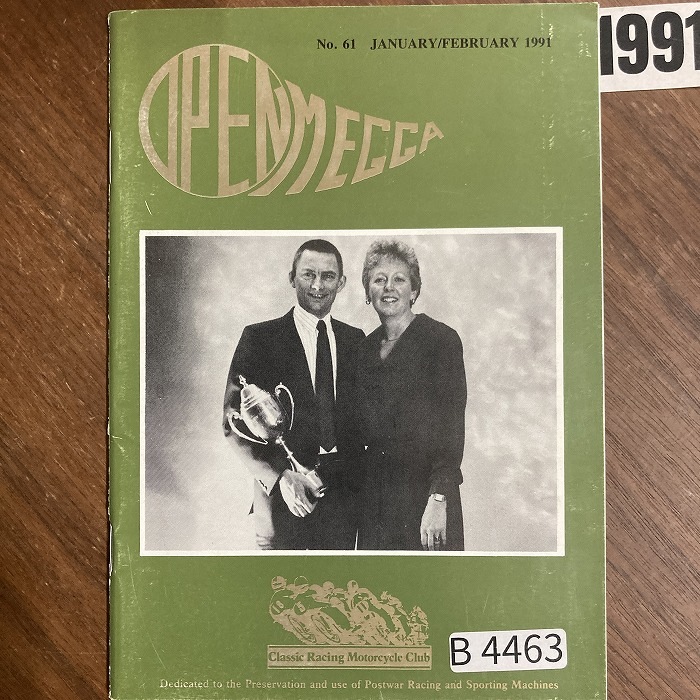 No. 61 JANUARY/FEBRUARY 1991
1991
OPENMEGGA
Classic Racing Motorcycle Club
B 4463
Dedicated to the Preservation and use of Postwar Racing and Sporting Machines